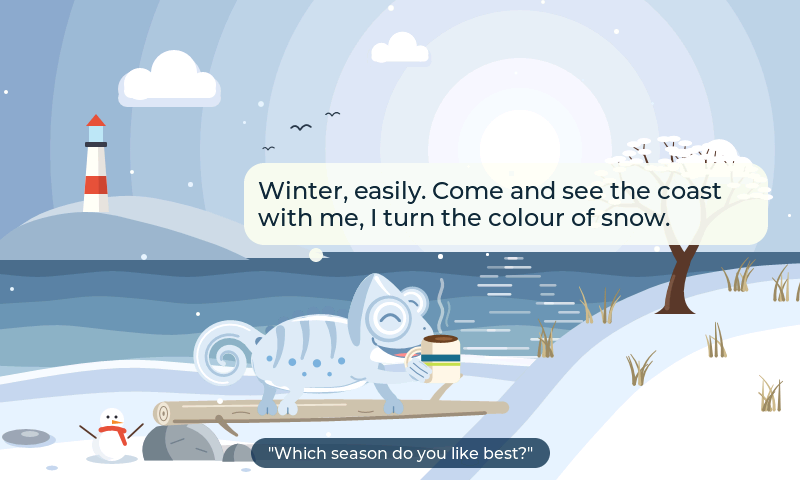 Winter, easily. Come and see the coast
with me, I turn the colour of snow.
"Which season do you like best?"